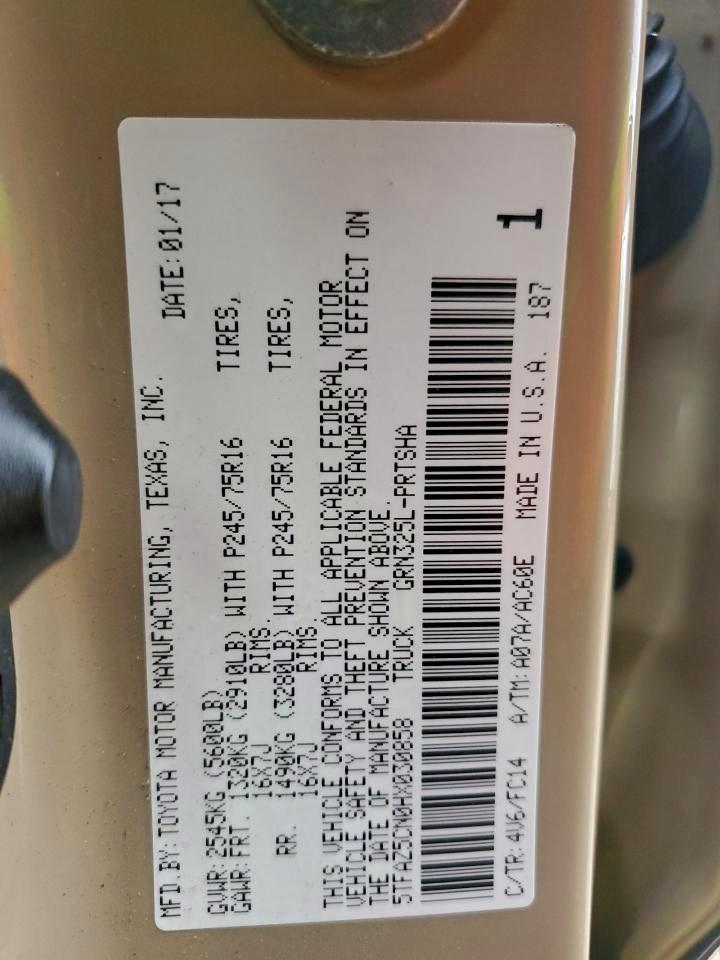 MFD.BY:TOYOTA MOTOR MANUFACTURING, TEXAS, INC. DATE:01/17
GVWR:2545KG (5600LB)
GAWR:FRT. 1320KG (2910LB) WITH P245/75R16 TIRES,
16X7J RIMS.
RR. 1490KG (3280LB) WITH P245/75R16 TIRES,
16X7J RIMS.
THIS VEHICLE CONFORMS TO ALL APPLICABLE FEDERAL MOTOR
VEHICLE SAFETY AND THEFT PREVENTION STANDARDS IN EFFECT ON
THE DATE OF MANUFACTURE SHOWN ABOVE.
5TFAZ5CN0HX030858 TRUCK GRN325L-PRTSHA
1
C/TR:4V6/FC14 A/TM:A07A/AC60E MADE IN U.S.A. 187